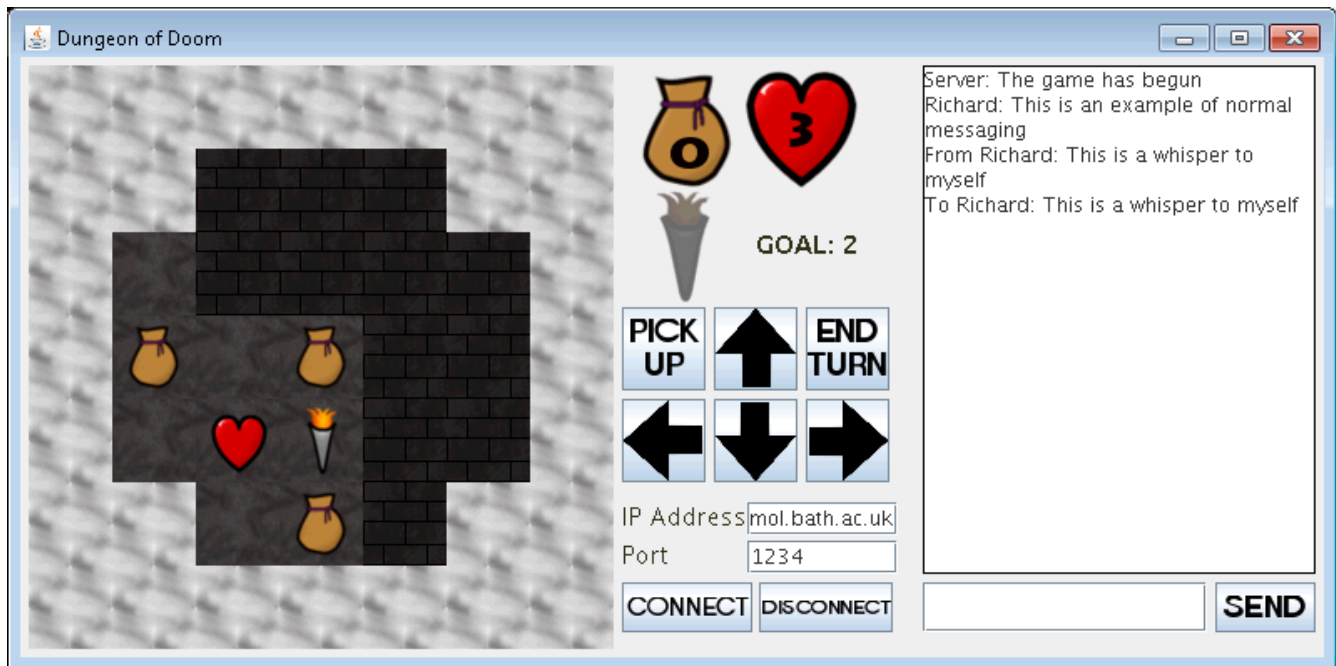 Dungeon of Doom
0
3
GOAL: 2
PICK
UP
END
TURN
IP Address
mol.bath.ac.uk
Port
1234
CONNECT
DISCONNECT
Server: The game has begun
Richard: This is an example of normal
messaging
From Richard: This is a whisper to
myself
To Richard: This is a whisper to myself
SEND